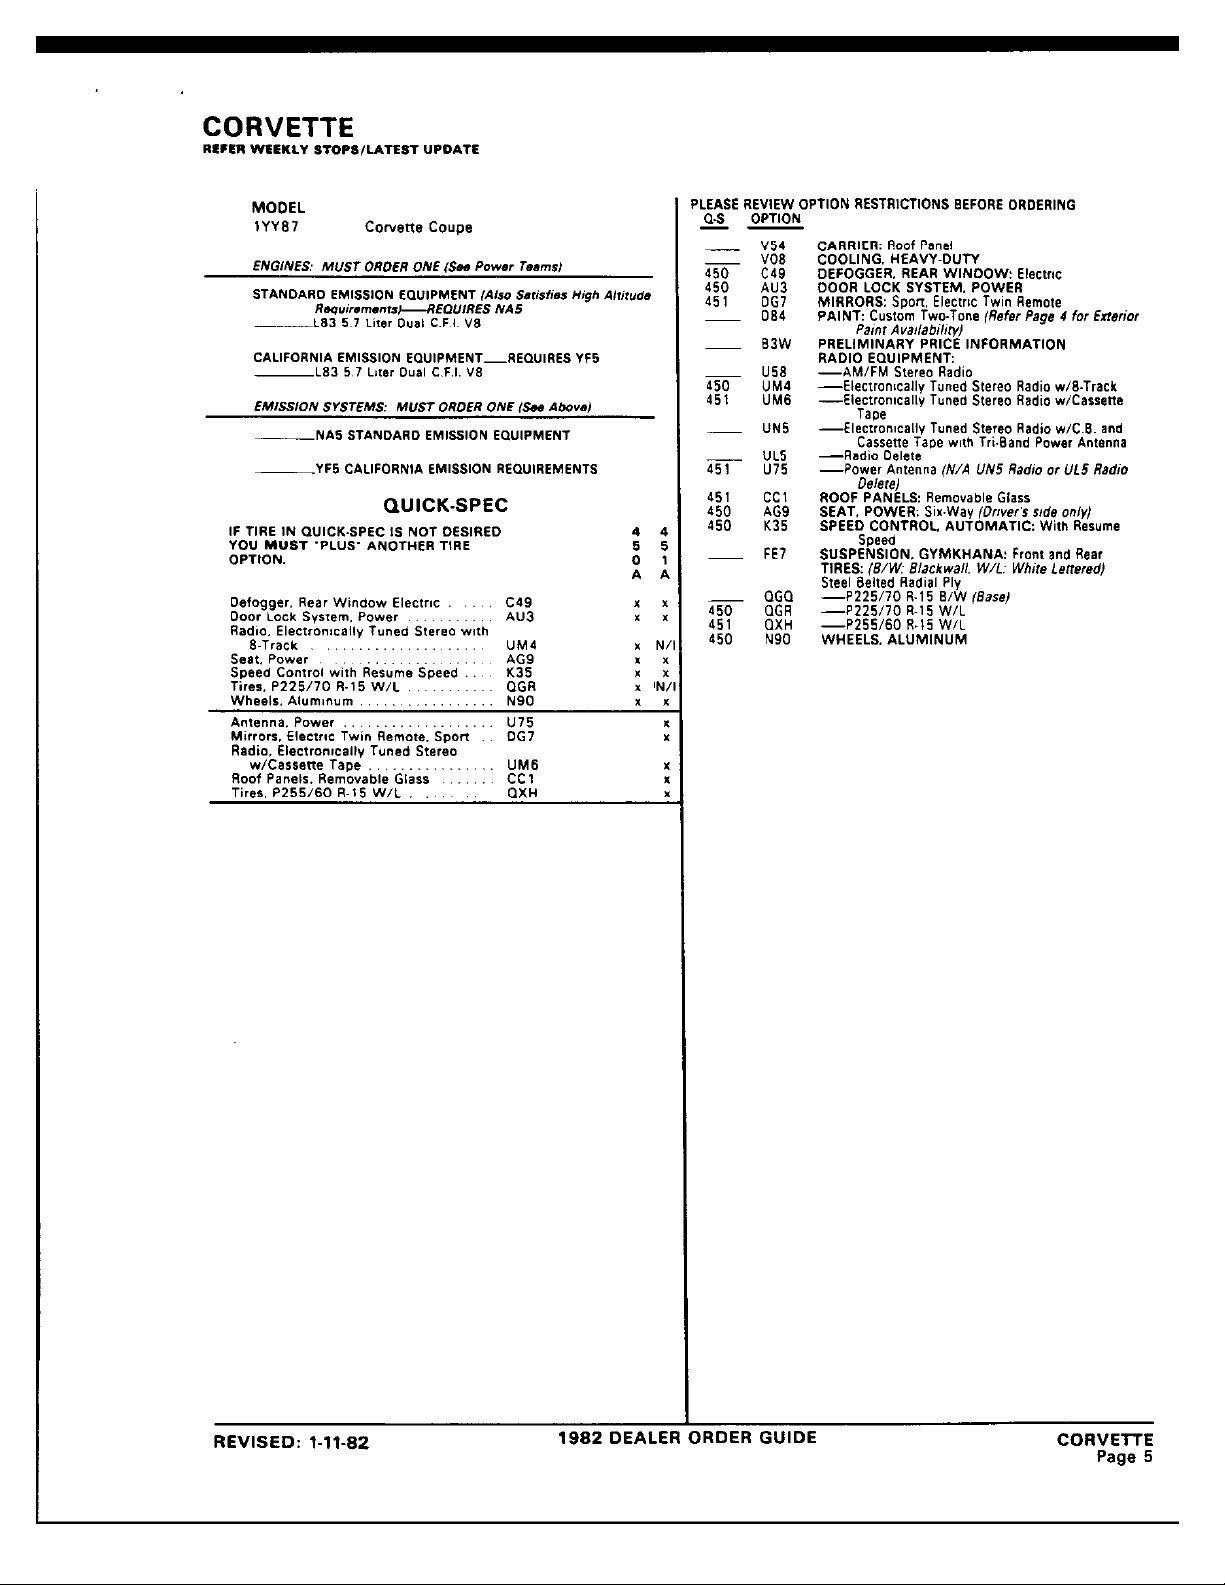 CORVETTE
REFER WEEKLY STOPS/LATEST UPDATE
MODEL
1YY87 Corvette Coupe
ENGINES: MUST ORDER ONE (See Power Teams)
STANDARD EMISSION EQUIPMENT (Also Satisfies High Altitude
Requirements)——REQUIRES NA5
______L83 5.7 Liter Dual C.F.I. V8
CALIFORNIA EMISSION EQUIPMENT——REQUIRES YF5
______L83 5.7 Liter Dual C.F.I. V8
EMISSION SYSTEMS: MUST ORDER ONE (See Above)
______NA5 STANDARD EMISSION EQUIPMENT
______YF5 CALIFORNIA EMISSION REQUIREMENTS
QUICK-SPEC
IF TIRE IN QUICK-SPEC IS NOT DESIRED 4 4
YOU MUST "PLUS" ANOTHER TIRE 5 5
OPTION. 0 1
A A
Defogger, Rear Window Electric ..... C49 x x
Door Lock System, Power ........... AU3 x x
Radio, Electronically Tuned Stereo with
8-Track .................... UM4 x N/I
Seat, Power .................... AG9 x x
Speed Control with Resume Speed .... K35 x x
Tires, P225/70 R-15 W/L ........... QGR x N/I
Wheels, Aluminum ................. N90 x x
Antenna, Power ................... U75 x
Mirrors, Electric Twin Remote, Sport .. DG7 x
Radio, Electronically Tuned Stereo
w/Cassette Tape ................ UM6 x
Roof Panels, Removable Glass ....... CC1 x
Tires, P255/60 R-15 W/L ........ QXH x
PLEASE REVIEW OPTION RESTRICTIONS BEFORE ORDERING
Q-S OPTION
____ V54 CARRIER: Roof Panel
____ V08 COOLING, HEAVY-DUTY
450 C49 DEFOGGER, REAR WINDOW: Electric
450 AU3 DOOR LOCK SYSTEM, POWER
451 DG7 MIRRORS: Sport, Electric Twin Remote
____ D84 PAINT: Custom Two-Tone (Refer Page 4 for Exterior
Paint Availability)
____ B3W PRELIMINARY PRICE INFORMATION
RADIO EQUIPMENT:
____ U58 ——AM/FM Stereo Radio
450 UM4 ——Electronically Tuned Stereo Radio w/8-Track
451 UM6 ——Electronically Tuned Stereo Radio w/Cassette
Tape
____ UN5 ——Electronically Tuned Stereo Radio w/C.B. and
Cassette Tape with Tri-Band Power Antenna
____ UL5 ——Radio Delete
451 U75 ——Power Antenna (N/A UN5 Radio or UL5 Radio
Delete)
451 CC1 ROOF PANELS: Removable Glass
450 AG9 SEAT, POWER: Six-Way (Driver's side only)
450 K35 SPEED CONTROL, AUTOMATIC: With Resume
Speed
____ FE7 SUSPENSION, GYMKHANA: Front and Rear
TIRES: (B/W: Blackwall, W/L: White Lettered)
Steel Belted Radial Ply
____ QGQ ——P225/70 R-15 B/W (Base)
450 QGR ——P225/70 R-15 W/L
451 QXH ——P255/60 R-15 W/L
450 N90 WHEELS, ALUMINUM
REVISED: 1-11-82 1982 DEALER ORDER GUIDE CORVETTE
Page 5